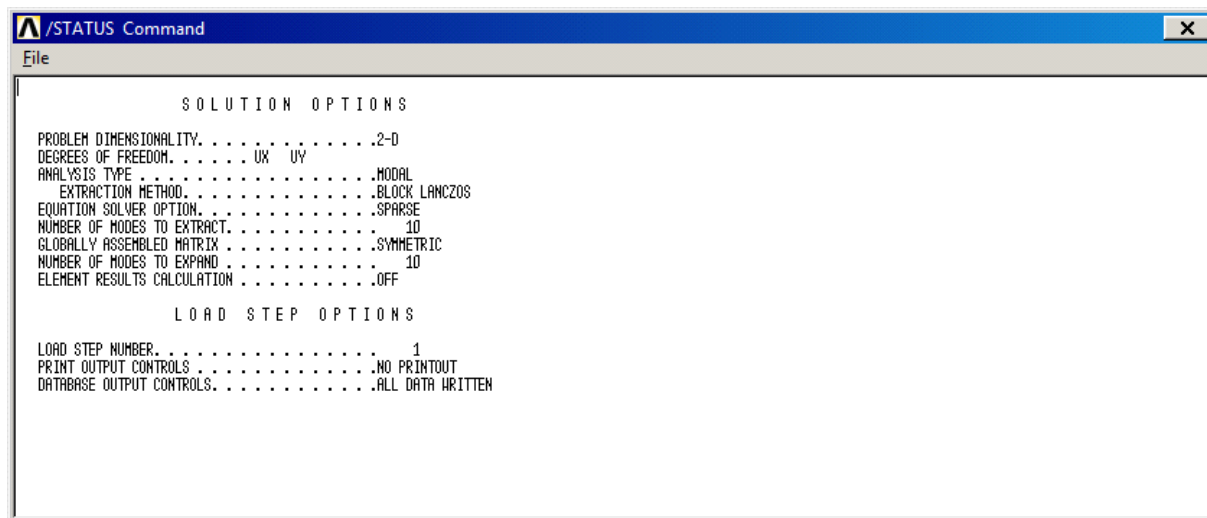 /STATUS Command
File
SOLUTION OPTIONS
PROBLEM DIMENSIONALITY. . . . . . . . . . . . .2-D
DEGREES OF FREEDOM. . . . . . UX UY
ANALYSIS TYPE . . . . . . . . . . . . . . . . .MODAL
EXTRACTION METHOD. . . . . . . . . . . . . .BLOCK LANCZOS
EQUATION SOLVER OPTION. . . . . . . . . . . . .SPARSE
NUMBER OF MODES TO EXTRACT. . . . . . . . . . . 10
GLOBALLY ASSEMBLED MATRIX . . . . . . . . . . .SYMMETRIC
NUMBER OF MODES TO EXPAND . . . . . . . . . . . 10
ELEMENT RESULTS CALCULATION . . . . . . . . . .OFF
LOAD STEP OPTIONS
LOAD STEP NUMBER. . . . . . . . . . . . . . . . 1
PRINT OUTPUT CONTROLS . . . . . . . . . . . . .NO PRINTOUT
DATABASE OUTPUT CONTROLS. . . . . . . . . . . .ALL DATA WRITTEN